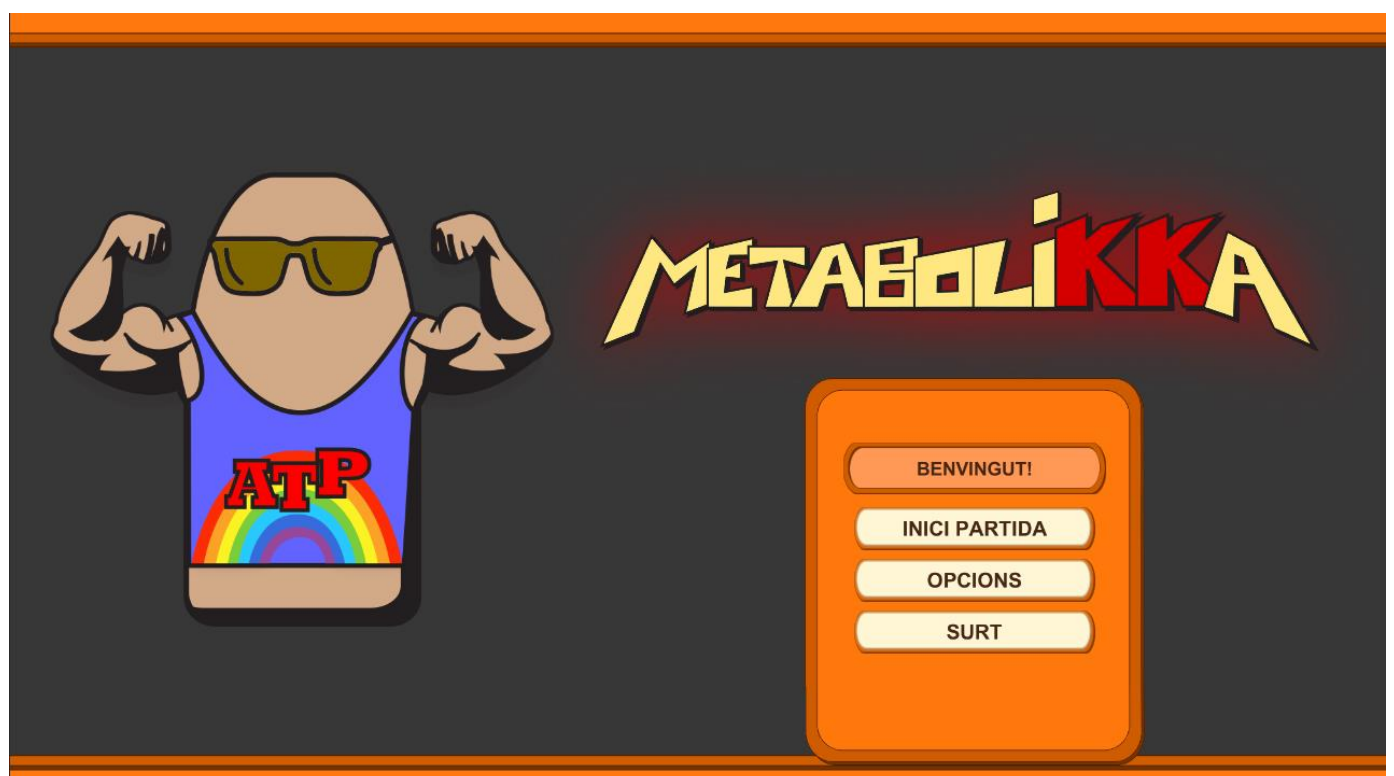 METABOLiKKA
ATP
BENVINGUT!
INICI PARTIDA
OPCIONS
SURT